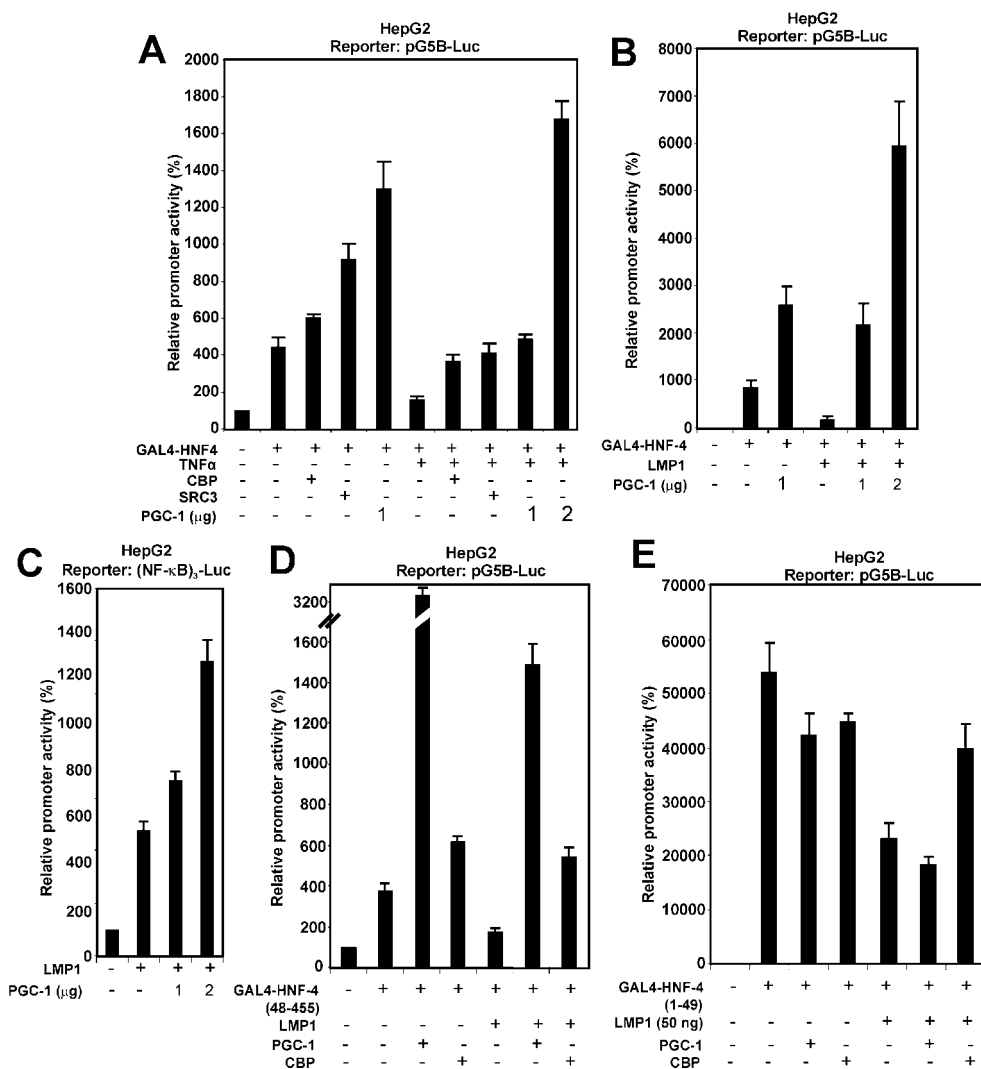 A
HepG2
Reporter: pG5B-Luc
Relative promoter activity (%)
2000
1800
1600
1400
1200
1000
800
600
400
200
0
GAL4-HNF4 - + + + + + + + + +
TNFα - - - - - + + + + +
CBP - - + - - - + - - -
SRC3 - - - + - - - + - -
PGC-1 (μg) - - - - 1 - - - 1 2
B
HepG2
Reporter: pG5B-Luc
Relative promoter activity (%)
8000
7000
6000
5000
4000
3000
2000
1000
0
GAL4-HNF-4 - + + + + +
LMP1 - - - + + +
PGC-1 (μg) - - 1 - 1 2
C
HepG2
Reporter: (NF-κB)3-Luc
Relative promoter activity (%)
1600
1400
1200
1000
800
600
400
200
0
LMP1 - + + +
PGC-1 (μg) - - 1 2
D
HepG2
Reporter: pG5B-Luc
Relative promoter activity (%)
3200
1600
1400
1200
1000
800
600
400
200
0
GAL4-HNF-4 - + + + + + +
(48-455)
LMP1 - - - - + + +
PGC-1 - - + - - + -
CBP - - - + - - +
E
HepG2
Reporter: pG5B-Luc
Relative promoter activity (%)
70000
60000
50000
40000
30000
20000
10000
0
GAL4-HNF-4 - + + + + + +
(1-49)
LMP1 (50 ng) - - - - + + +
PGC-1 - - + - - + -
CBP - - - + - - +